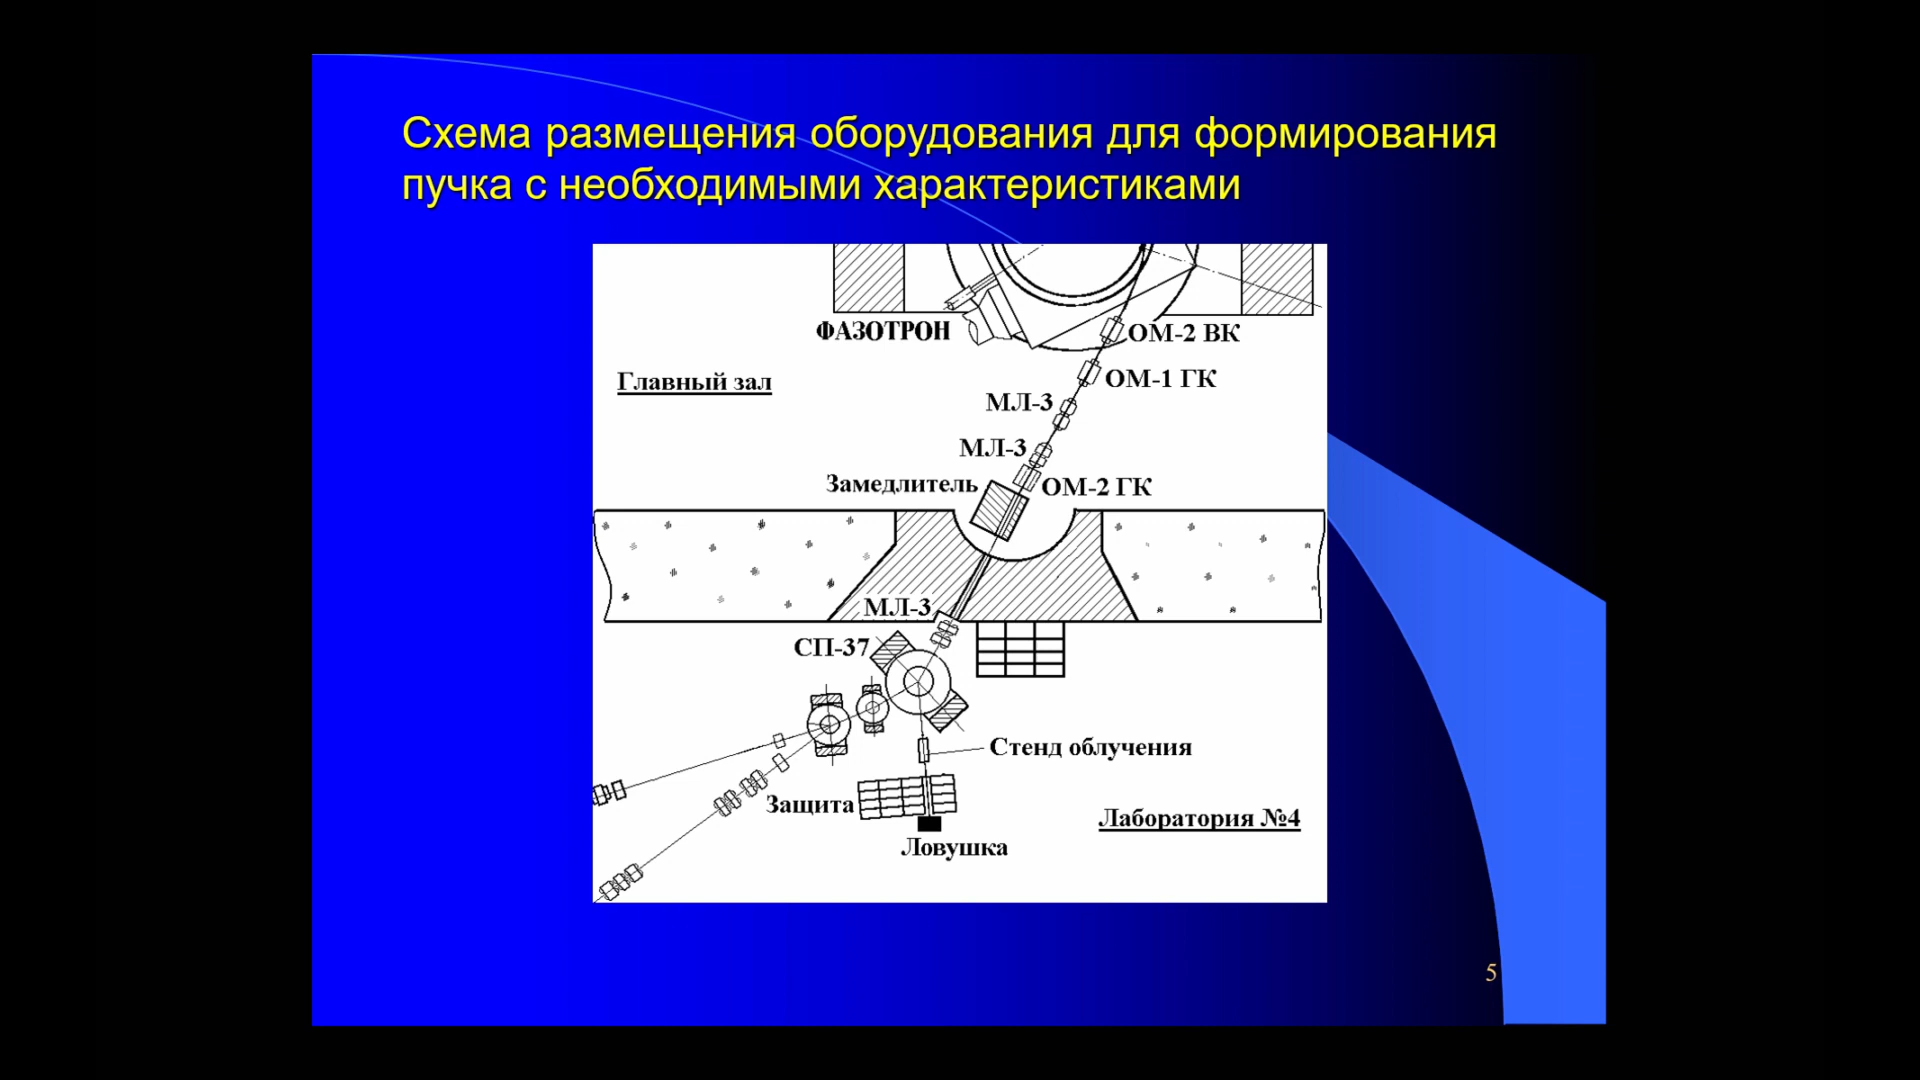 Схема размещения оборудования для формирования
пучка с необходимыми характеристиками
ФАЗОТРОН
ОМ-2 ВК
Главный зал
ОМ-1 ГК
МЛ-3
МЛ-3
Замедлитель
ОМ-2 ГК
МЛ-3
СП-37
Стенд облучения
Защита
Лаборатория №4
Ловушка
5